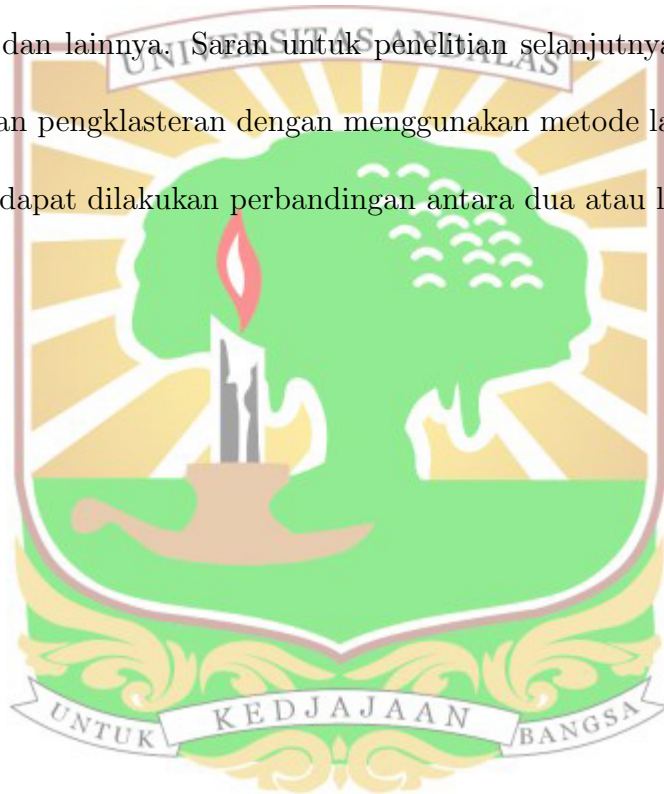 dan lainnya. Saran untuk penelitian selanjutnya
UNIVERSITAS ANDALAS
an pengklasteran dengan menggunakan metode la
dapat dilakukan perbandingan antara dua atau l
UNTUK KEDJAJAAN BANGSA